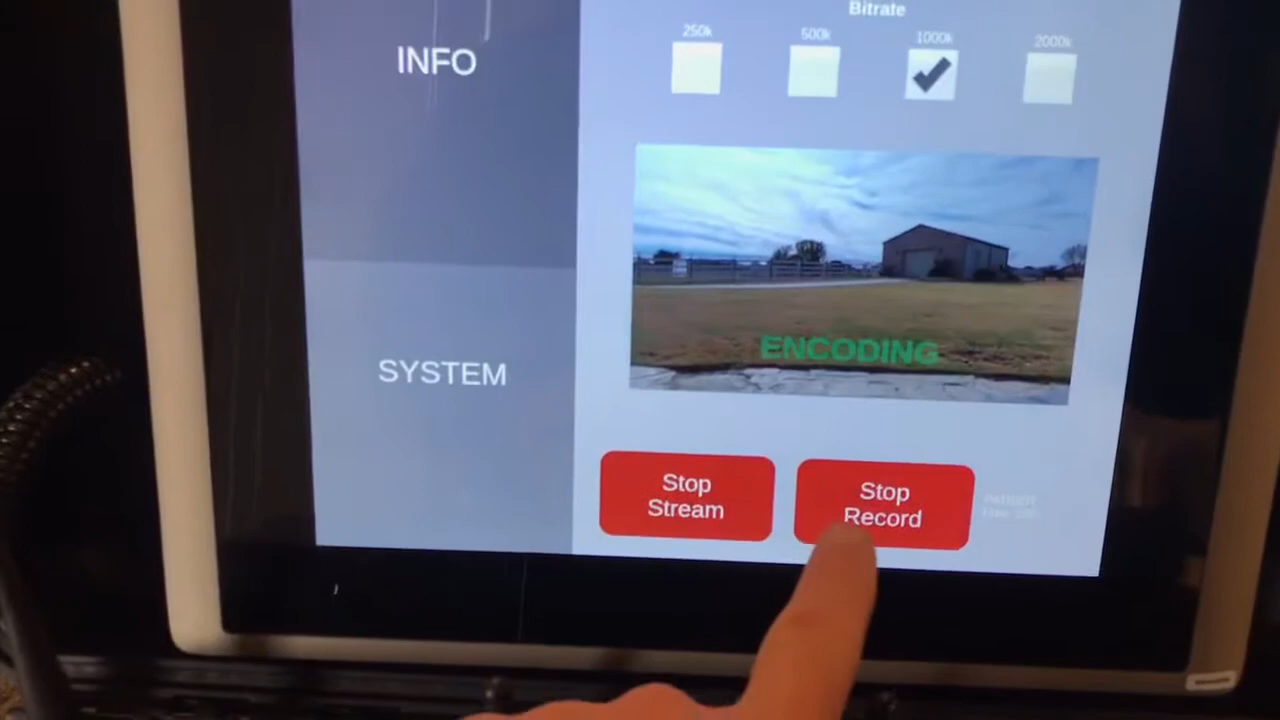 Bitrate
250k
500k
1000k
2000k
INFO
ENCODING
SYSTEM
Stop
Stream
Stop
Record